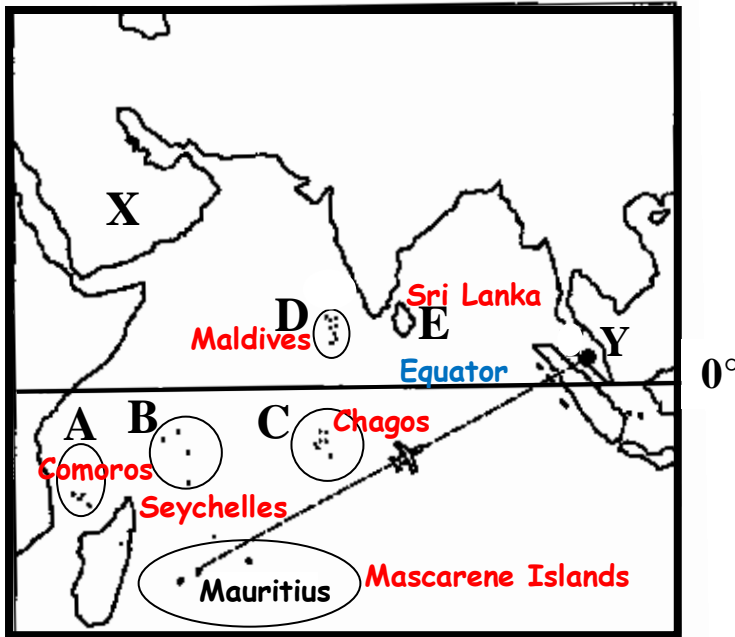 X
Sri Lanka
D
E
Maldives
Y
Equator
0°
A
B
C
Chagos
Comoros
Seychelles
Mauritius
Mascarene Islands